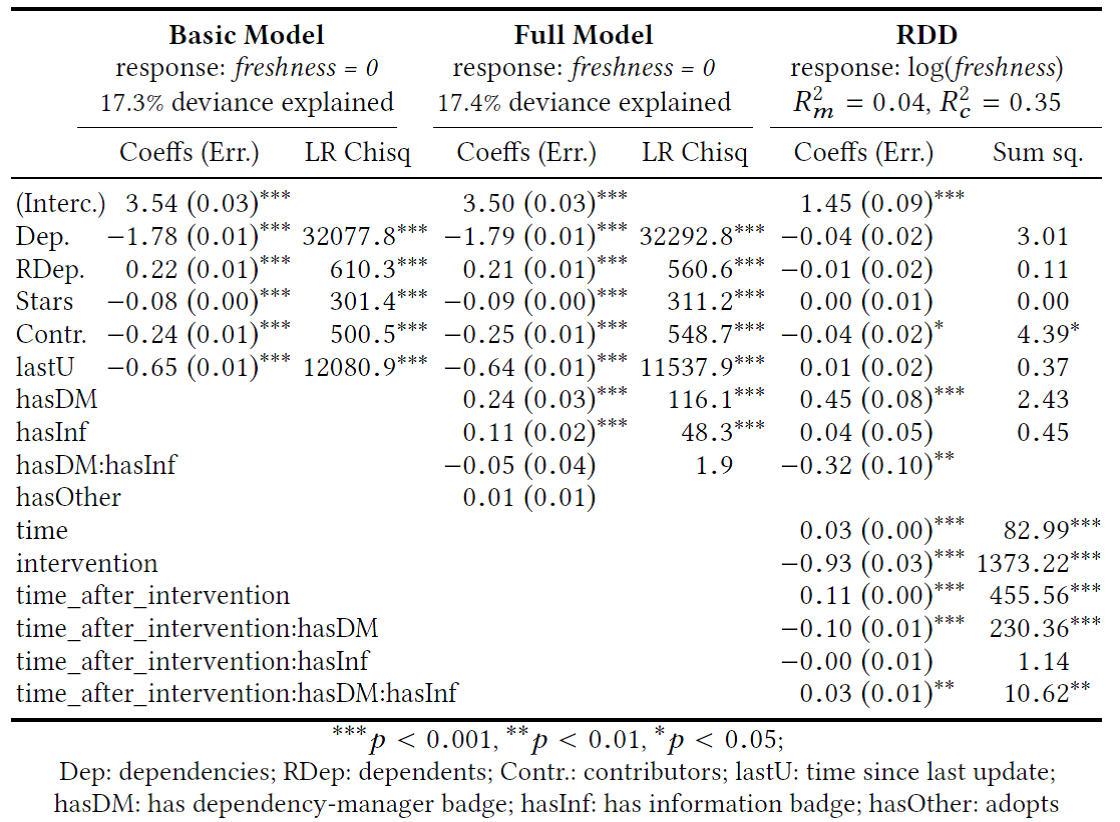 Basic Model Full Model RDD
response: freshness = 0 response: freshness = 0 response: log(freshness)
17.3% deviance explained 17.4% deviance explained R²m = 0.04, R²c = 0.35
Coeffs (Err.) LR Chisq Coeffs (Err.) LR Chisq Coeffs (Err.) Sum sq.
(Interc.) 3.54 (0.03)*** 3.50 (0.03)*** 1.45 (0.09)***
Dep. −1.78 (0.01)*** 32077.8*** −1.79 (0.01)*** 32292.8*** −0.04 (0.02) 3.01
RDep. 0.22 (0.01)*** 610.3*** 0.21 (0.01)*** 560.6*** −0.01 (0.02) 0.11
Stars −0.08 (0.00)*** 301.4*** −0.09 (0.00)*** 311.2*** 0.00 (0.01) 0.00
Contr. −0.24 (0.01)*** 500.5*** −0.25 (0.01)*** 548.7*** −0.04 (0.02)* 4.39*
lastU −0.65 (0.01)*** 12080.9*** −0.64 (0.01)*** 11537.9*** 0.01 (0.02) 0.37
hasDM 0.24 (0.03)*** 116.1*** 0.45 (0.08)*** 2.43
hasInf 0.11 (0.02)*** 48.3*** 0.04 (0.05) 0.45
hasDM:hasInf −0.05 (0.04) 1.9 −0.32 (0.10)**
hasOther 0.01 (0.01)
time 0.03 (0.00)*** 82.99***
intervention −0.93 (0.03)*** 1373.22***
time_after_intervention 0.11 (0.00)*** 455.56***
time_after_intervention:hasDM −0.10 (0.01)*** 230.36***
time_after_intervention:hasInf −0.00 (0.01) 1.14
time_after_intervention:hasDM:hasInf 0.03 (0.01)** 10.62**
***p < 0.001, **p < 0.01, *p < 0.05;
Dep: dependencies; RDep: dependents; Contr.: contributors; lastU: time since last update;
hasDM: has dependency-manager badge; hasInf: has information badge; hasOther: adopts